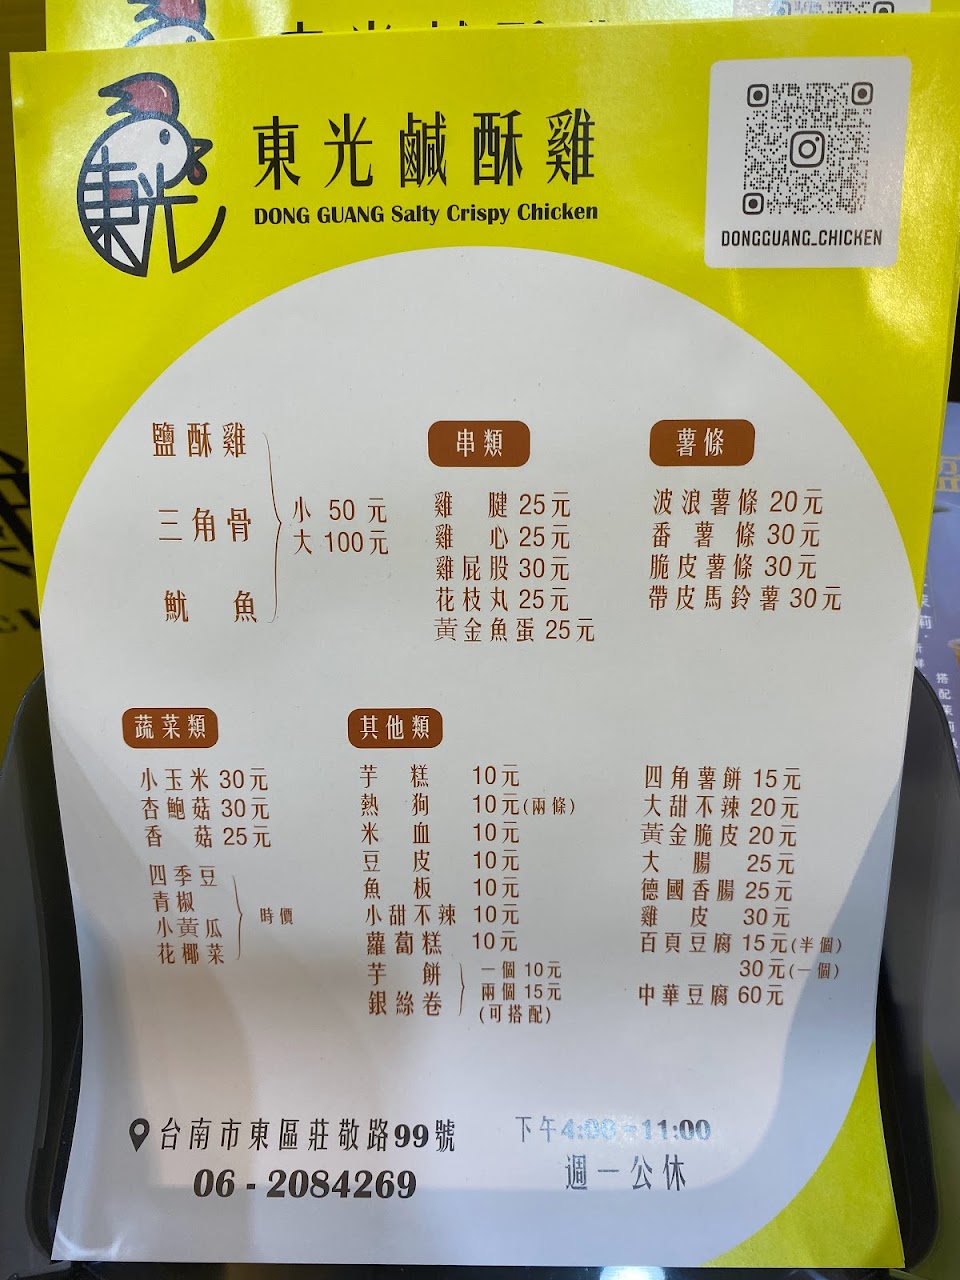 東光
東光鹹酥雞
DONG GUANG Salty Crispy Chicken
DONGGUANG_CHICKEN
鹽酥雞
三角骨
魷魚
小 50 元
大 100元
串類
雞腱 25元
雞心 25元
雞屁股 30元
花枝丸 25元
黃金魚蛋 25元
薯條
波浪薯條 20元
番薯條 30元
脆皮薯條 30元
帶皮馬鈴薯 30元
蔬菜類
小玉米 30元
杏鮑菇 30元
香菇 25元
四季豆
青椒
小黃瓜
花椰菜
時價
其他類
芋糕 10元
熱狗 10元(兩條)
米血 10元
豆皮 10元
魚板 10元
小甜不辣 10元
蘿蔔糕 10元
芋餅
銀絲卷
一個 10元
兩個 15元
(可搭配)
四角薯餅 15元
大甜不辣 20元
黃金脆皮 20元
大腸 25元
德國香腸 25元
雞皮 30元
百頁豆腐 15元(半個)
30元(一個)
中華豆腐 60元
台南市東區莊敬路99號
06 - 2084269
下午4:00-11:00
週一公休